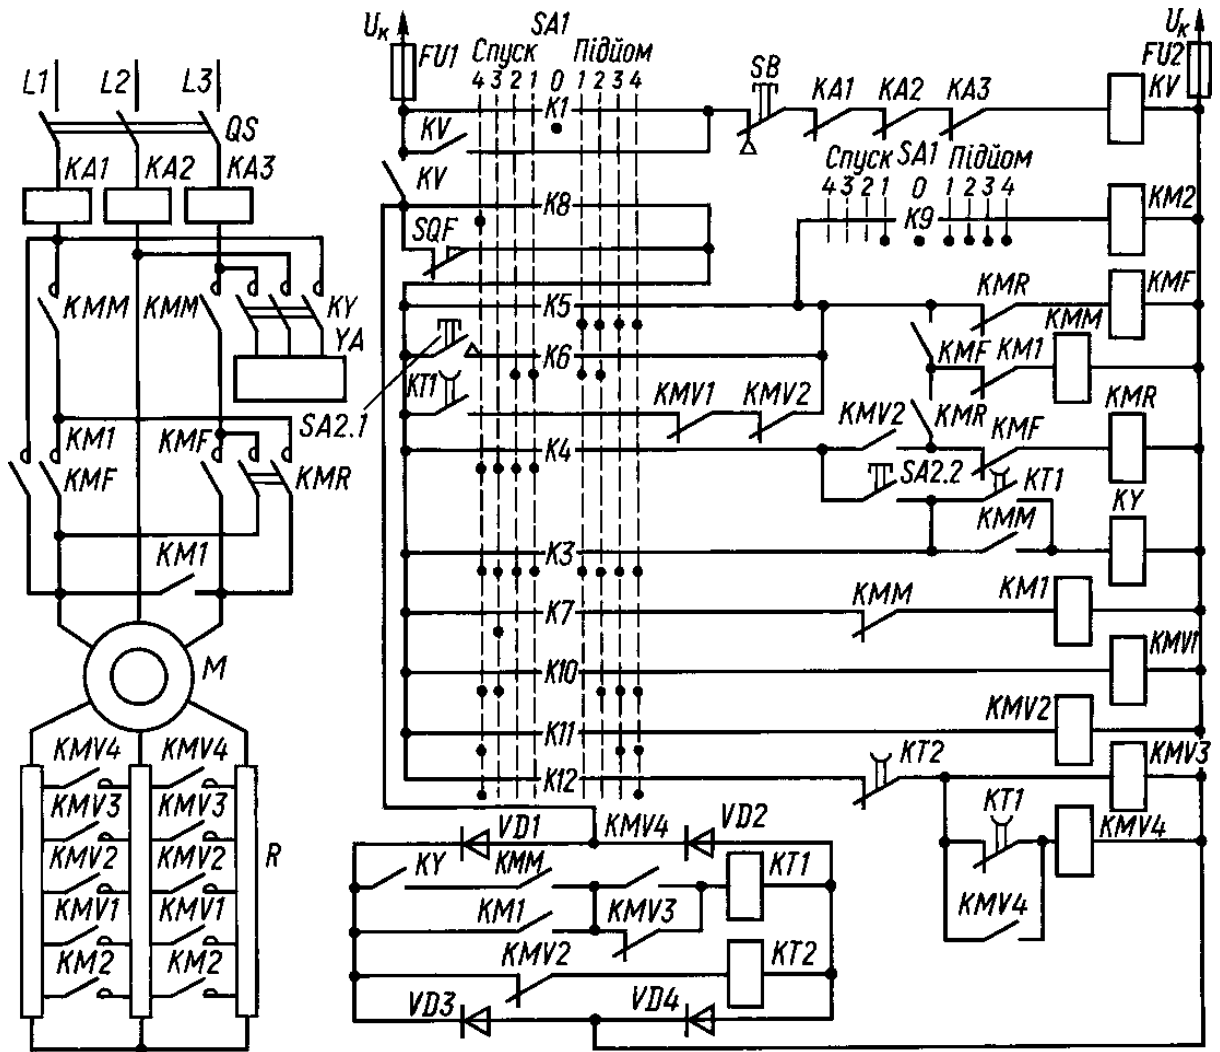 Uк
SA1
Uк
FU1
Спуск
Підйом
SB
FU2
L1
L2
L3
4 3 2 1 0 1 2 3 4
KA1
KA2
KA3
KV
K1
QS
KV
Спуск SA1 Підйом
KA1
KA2
KA3
KV
4 3 2 1 0 1 2 3 4
KM2
K8
K9
SQF
KMM
KMM
KY
K5
KMR
KMF
YA
KMM
K6
KMF
KM1
KT1
KMV1
KMV2
KMV2
KMR
KMR
SA2.1
KM1
KMF
K4
KMF
KMF
KMR
SA2.2
KT1
KY
KMM
KM1
K3
KMM
KM1
K7
KMV1
M
K10
KMV2
K11
KMV4
KMV4
KT2
KMV3
K12
KMV3
KMV3
VD1
KMV4
VD2
KT1
KMV4
KMV2
KMV2
R
KY
KMM
KT1
KMV1
KMV1
KM1
KMV3
KMV4
KM2
KM2
KMV2
KT2
VD3
VD4